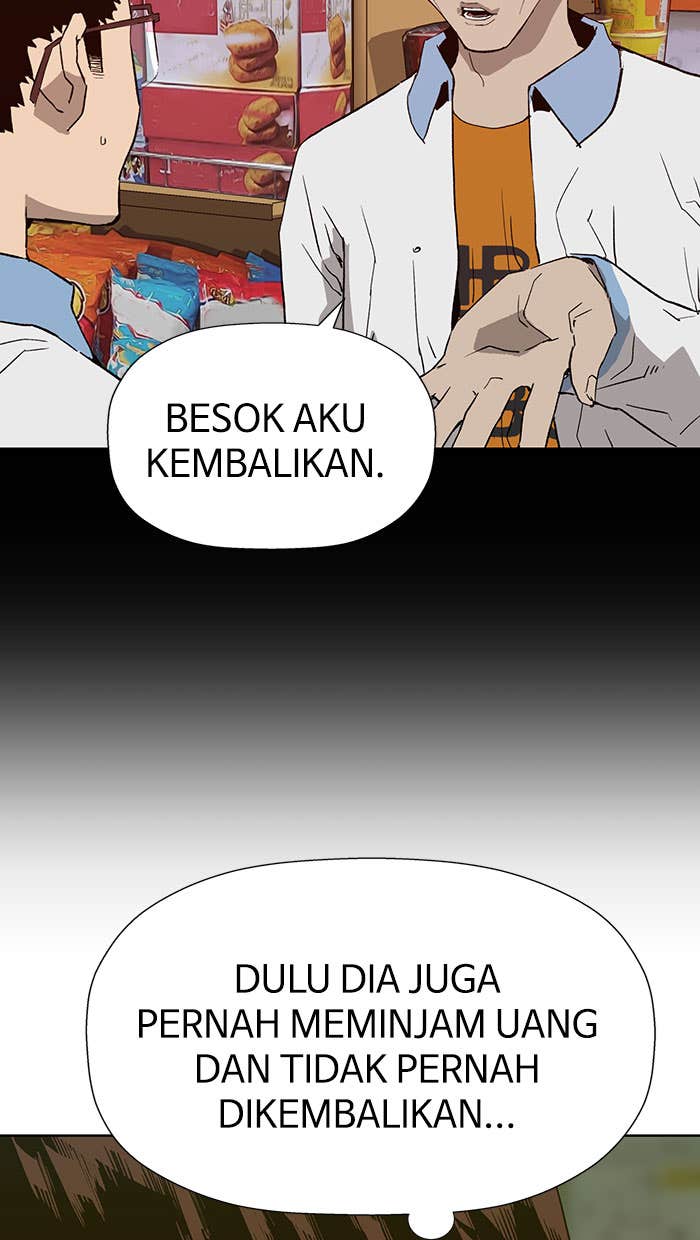 BESOK AKU
KEMBALIKAN.
DULU DIA JUGA
PERNAH MEMINJAM UANG
DAN TIDAK PERNAH
DIKEMBALIKAN...